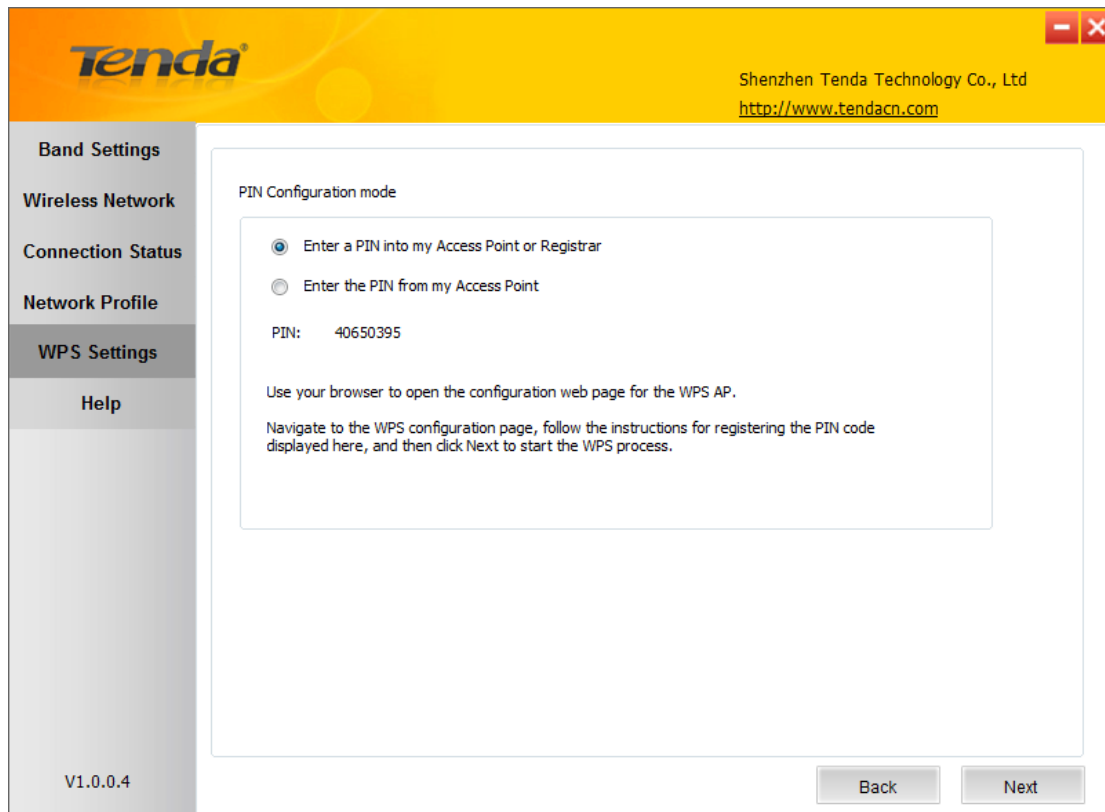 Tenda®
Shenzhen Tenda Technology Co., Ltd
http://www.tendacn.com
Band Settings
Wireless Network
Connection Status
Network Profile
WPS Settings
Help
V1.0.0.4
PIN Configuration mode
Enter a PIN into my Access Point or Registrar
Enter the PIN from my Access Point
PIN: 40650395
Use your browser to open the configuration web page for the WPS AP.
Navigate to the WPS configuration page, follow the instructions for registering the PIN code
displayed here, and then click Next to start the WPS process.
Back
Next